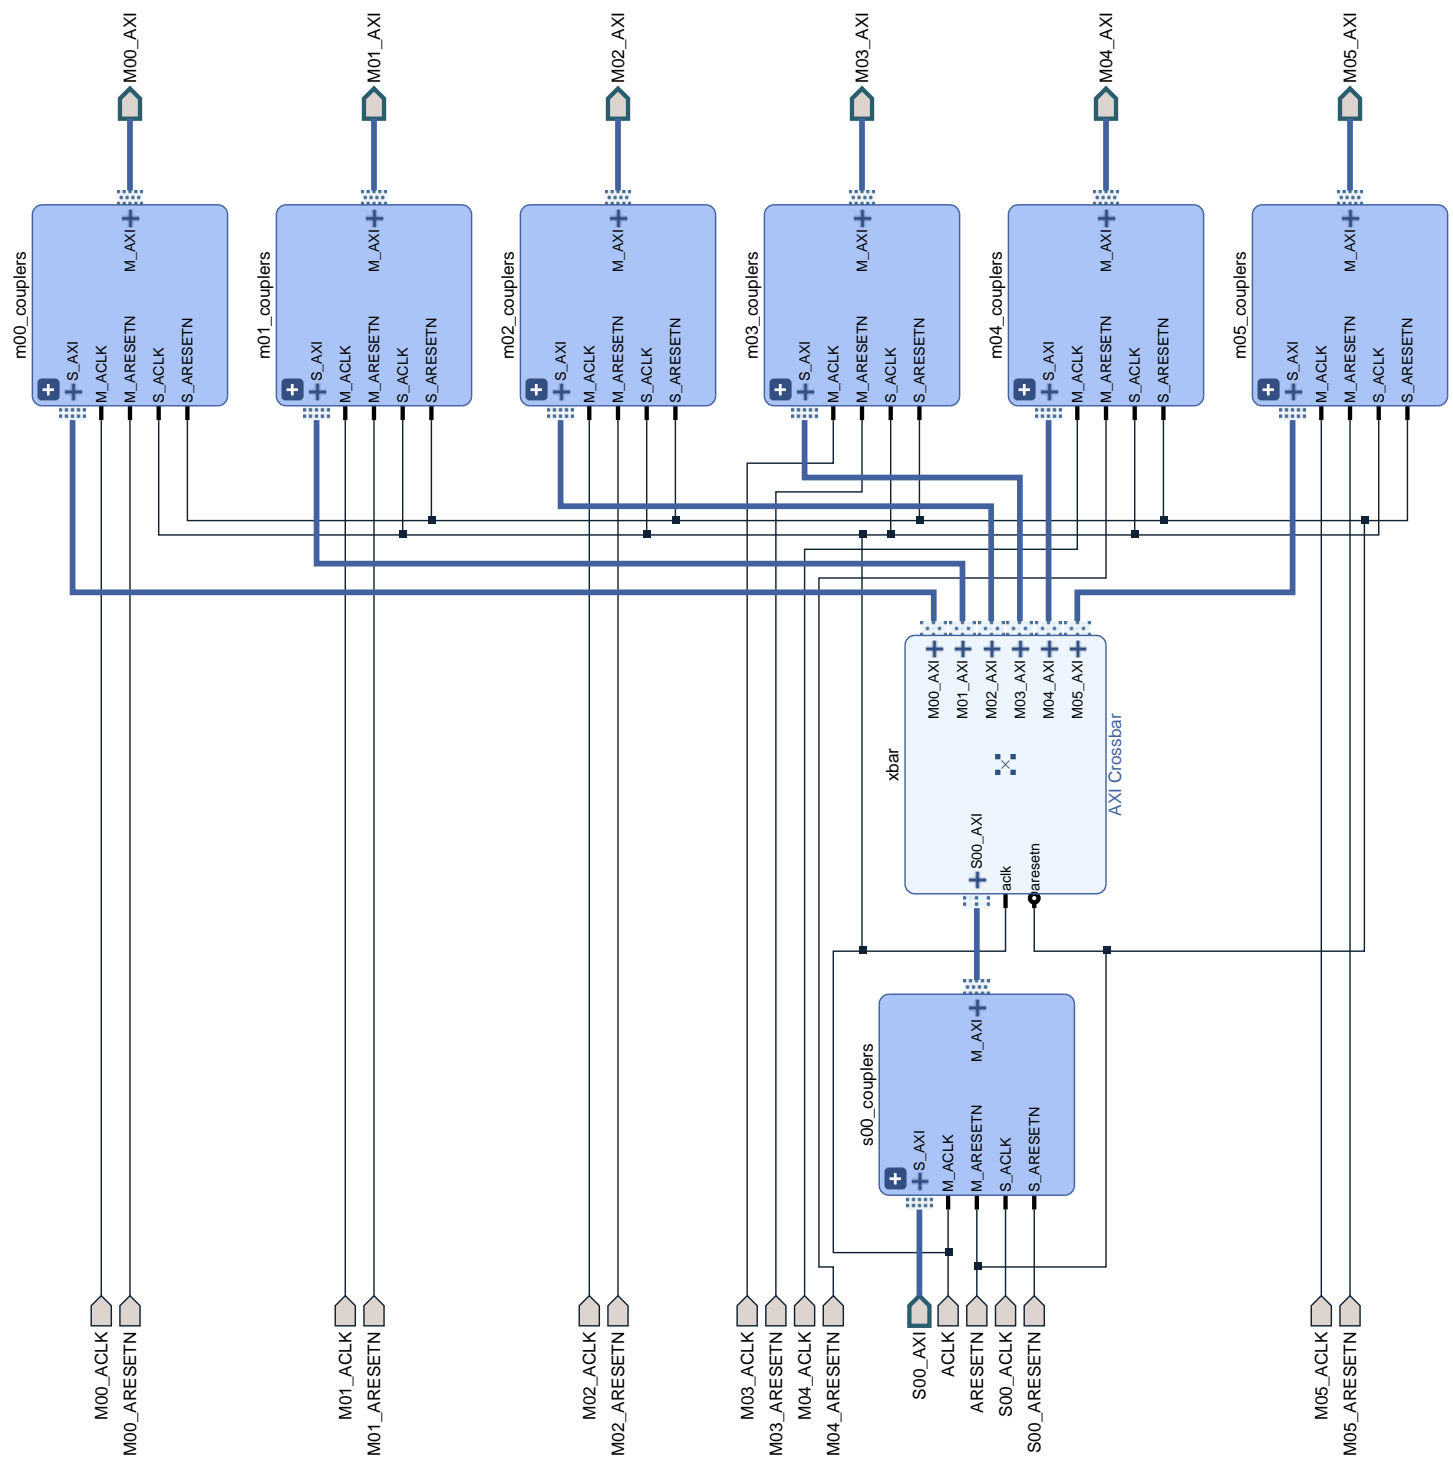 M00_AXI
M01_AXI
M02_AXI
M03_AXI
M04_AXI
M05_AXI
m00_couplers
S_AXI
M_ACLK
M_ARESETN
S_ACLK
S_ARESETN
M_AXI
m01_couplers
S_AXI
M_ACLK
M_ARESETN
S_ACLK
S_ARESETN
M_AXI
m02_couplers
S_AXI
M_ACLK
M_ARESETN
S_ACLK
S_ARESETN
M_AXI
m03_couplers
S_AXI
M_ACLK
M_ARESETN
S_ACLK
S_ARESETN
M_AXI
m04_couplers
S_AXI
M_ACLK
M_ARESETN
S_ACLK
S_ARESETN
M_AXI
m05_couplers
S_AXI
M_ACLK
M_ARESETN
S_ACLK
S_ARESETN
M_AXI
xbar
M00_AXI
M01_AXI
M02_AXI
M03_AXI
M04_AXI
M05_AXI
S00_AXI
aclk
aresetn
AXI Crossbar
s00_couplers
S_AXI
M_ACLK
M_ARESETN
S_ACLK
S_ARESETN
M_AXI
M00_ACLK
M00_ARESETN
M01_ACLK
M01_ARESETN
M02_ACLK
M02_ARESETN
M03_ACLK
M03_ARESETN
M04_ACLK
M04_ARESETN
S00_AXI
ACLK
ARESETN
S00_ACLK
S00_ARESETN
M05_ACLK
M05_ARESETN